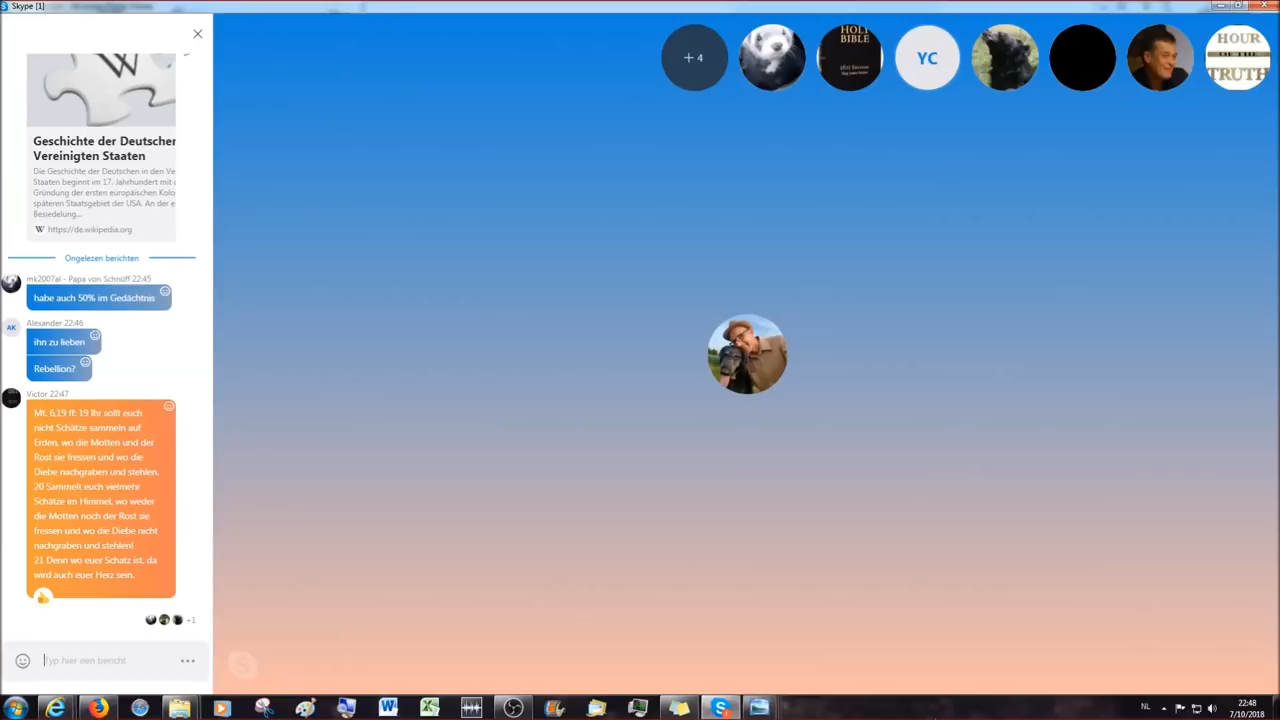 Skype [1]
+ 4
HOLY
BIBLE
YC
HOUR
OF THE
TRUTH
W
Geschichte der Deutschen
Vereinigten Staaten
Die Geschichte der Deutschen in den Ve
Staaten beginnt im 17. Jahrhundert mit d
Gründung der ersten europäischen Kolo
späteren Staatsgebiet der USA. An der e
Besiedelung...
W https://de.wikipedia.org
Ongelezen berichten
mk2007al - Papa von Schnüff 22:45
habe auch 50% im Gedächtnis
Alexander 22:46
AK
ihn zu lieben
Rebellion?
Victor 22:47
Mt. 6,19 ff: 19 Ihr sollt euch
nicht Schätze sammeln auf
Erden, wo die Motten und der
Rost sie fressen und wo die
Diebe nachgraben und stehlen.
20 Sammelt euch vielmehr
Schätze im Himmel, wo weder
die Motten noch der Rost sie
fressen und wo die Diebe nicht
nachgraben und stehlen!
21 Denn wo euer Schatz ist, da
wird auch euer Herz sein.
+1
Typ hier een bericht
NL
22:48
7/10/2018